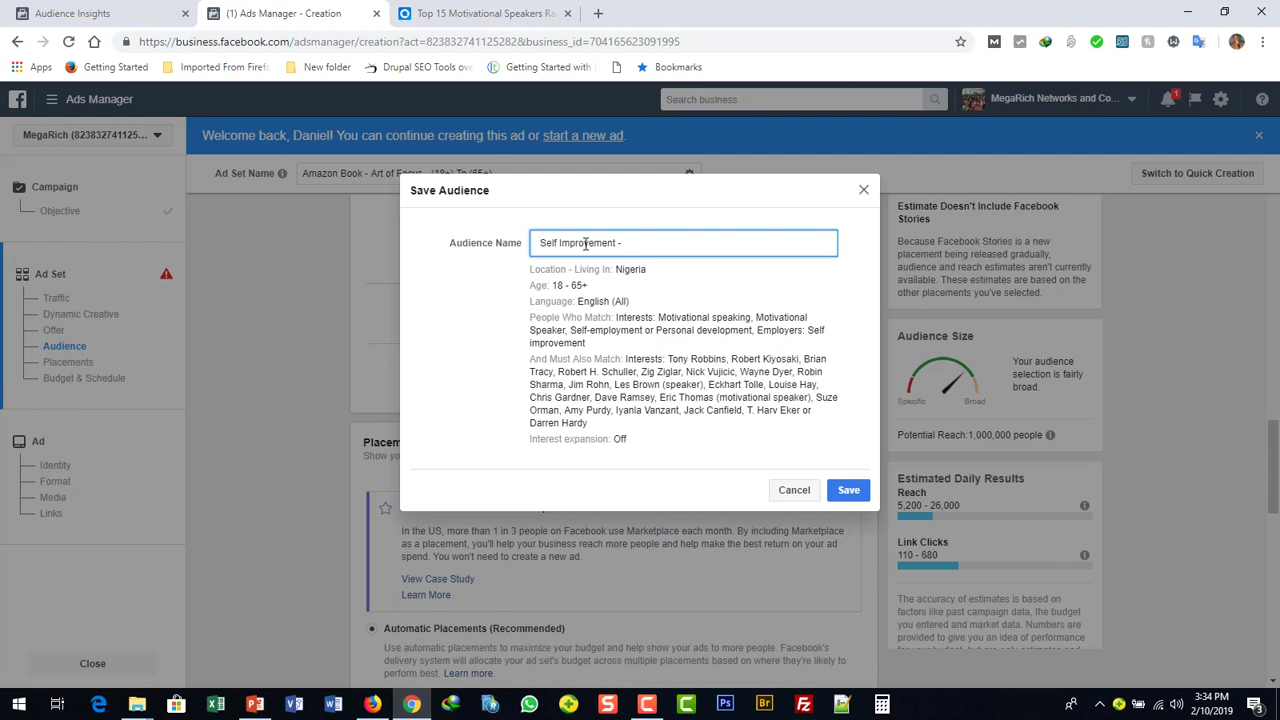 Audience Insights
(1) Ads Manager - Creation
Top 15 Motivational Speakers Ra
https://business.facebook.com/adsmanager/creation?act=823832741125282&business_id=704165623091995
Apps
Getting Started
Imported From Firef
New folder
Drupal SEO Tools ove
Getting Started with
Bookmarks
Ads Manager
Search business
MegaRich Networks and Co...
1
MegaRich (823832741125...
Welcome back, Daniel! You can continue creating this ad or start a new ad.
Ad Set Name
Amazon Book - Art of Focus - (18+) To (65+)
Switch to Quick Creation
Campaign
Objective
Ad Set
Traffic
Dynamic Creative
Offer
Audience
Placements
Budget & Schedule
Ad
Identity
Format
Media
Links
Close
Save Audience
Audience Name
Self Improvement -
Location - Living In: Nigeria
Age: 18 - 65+
Language: English (All)
People Who Match: Interests: Motivational speaking, Motivational
Speaker, Self-employment or Personal development, Employers: Self
improvement
And Must Also Match: Interests: Tony Robbins, Robert Kiyosaki, Brian
Tracy, Robert H. Schuller, Zig Ziglar, Nick Vujicic, Wayne Dyer, Robin
Sharma, Jim Rohn, Les Brown (speaker), Eckhart Tolle, Louise Hay,
Chris Gardner, Dave Ramsey, Eric Thomas (motivational speaker), Suze
Orman, Amy Purdy, Iyanla Vanzant, Jack Canfield, T. Harv Eker or
Darren Hardy
Interest expansion: Off
Cancel
Save
Placem
Show yo
In the US, more than 1 in 3 people on Facebook use Marketplace each month. By including Marketplace
as a placement, you'll help your business reach more people and help make the best return on your ad
spend. You won't need to create a new ad.
View Case Study
Learn More
Automatic Placements (Recommended)
Use automatic placements to maximize your budget and help show your ads to more people. Facebook's
delivery system will allocate your ad set's budget across multiple placements based on where they're likely to
perform best. Learn more.
Estimate Doesn't Include Facebook
Stories
Because Facebook Stories is a new
placement being released gradually,
audience and reach estimates aren't
available. These estimates are based on
the other placements you've selected.
Audience Size
Your audience
selection is fairly
broad.
Specific
Broad
Potential Reach:1,000,000 people
Estimated Daily Results
Reach
5,200 - 26,000
Link Clicks
110 - 680
The accuracy of estimates is based on
factors like past campaign data, the budget
you entered and market data. Numbers are
provided to give you an idea of performance
3:34 PM
2/10/2019